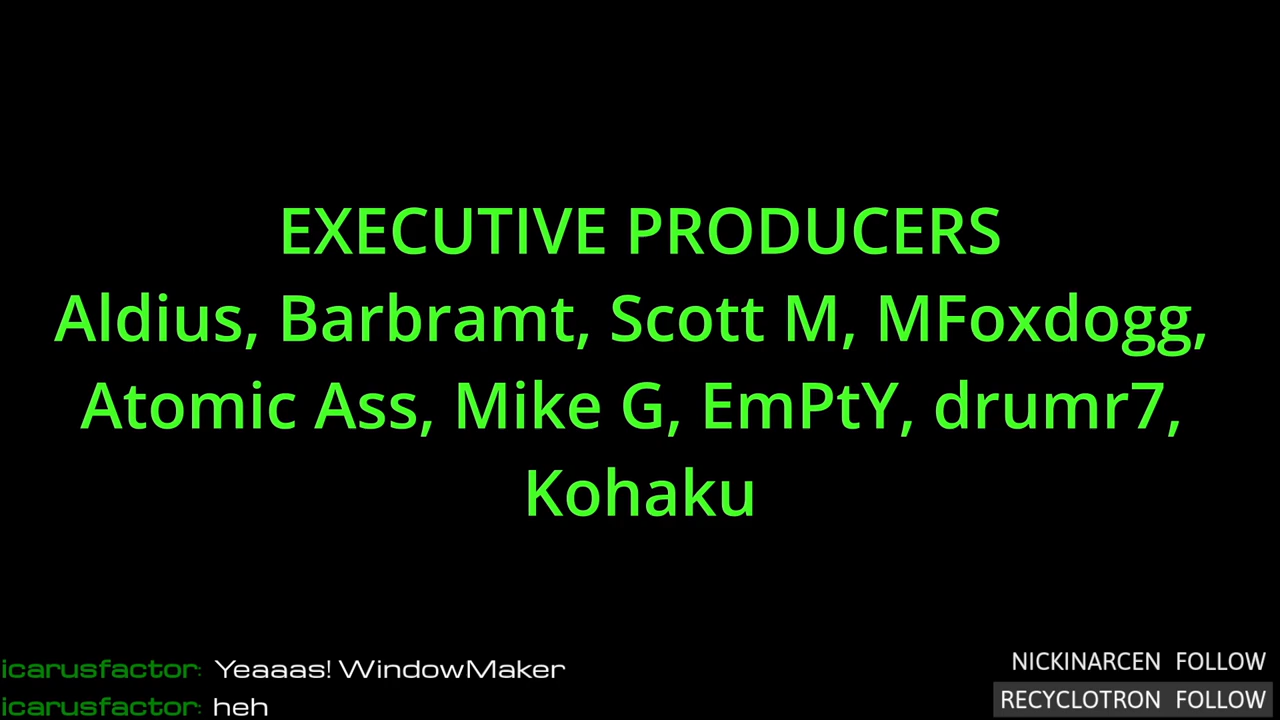 EXECUTIVE PRODUCERS
Aldius, Barbramt, Scott M, MFoxdogg,
Atomic Ass, Mike G, EmPtY, drumr7,
Kohaku
icarusfactor: Yeaaas! WindowMaker
icarusfactor: heh
NICKINARCEN FOLLOW
RECYCLOTRON FOLLOW